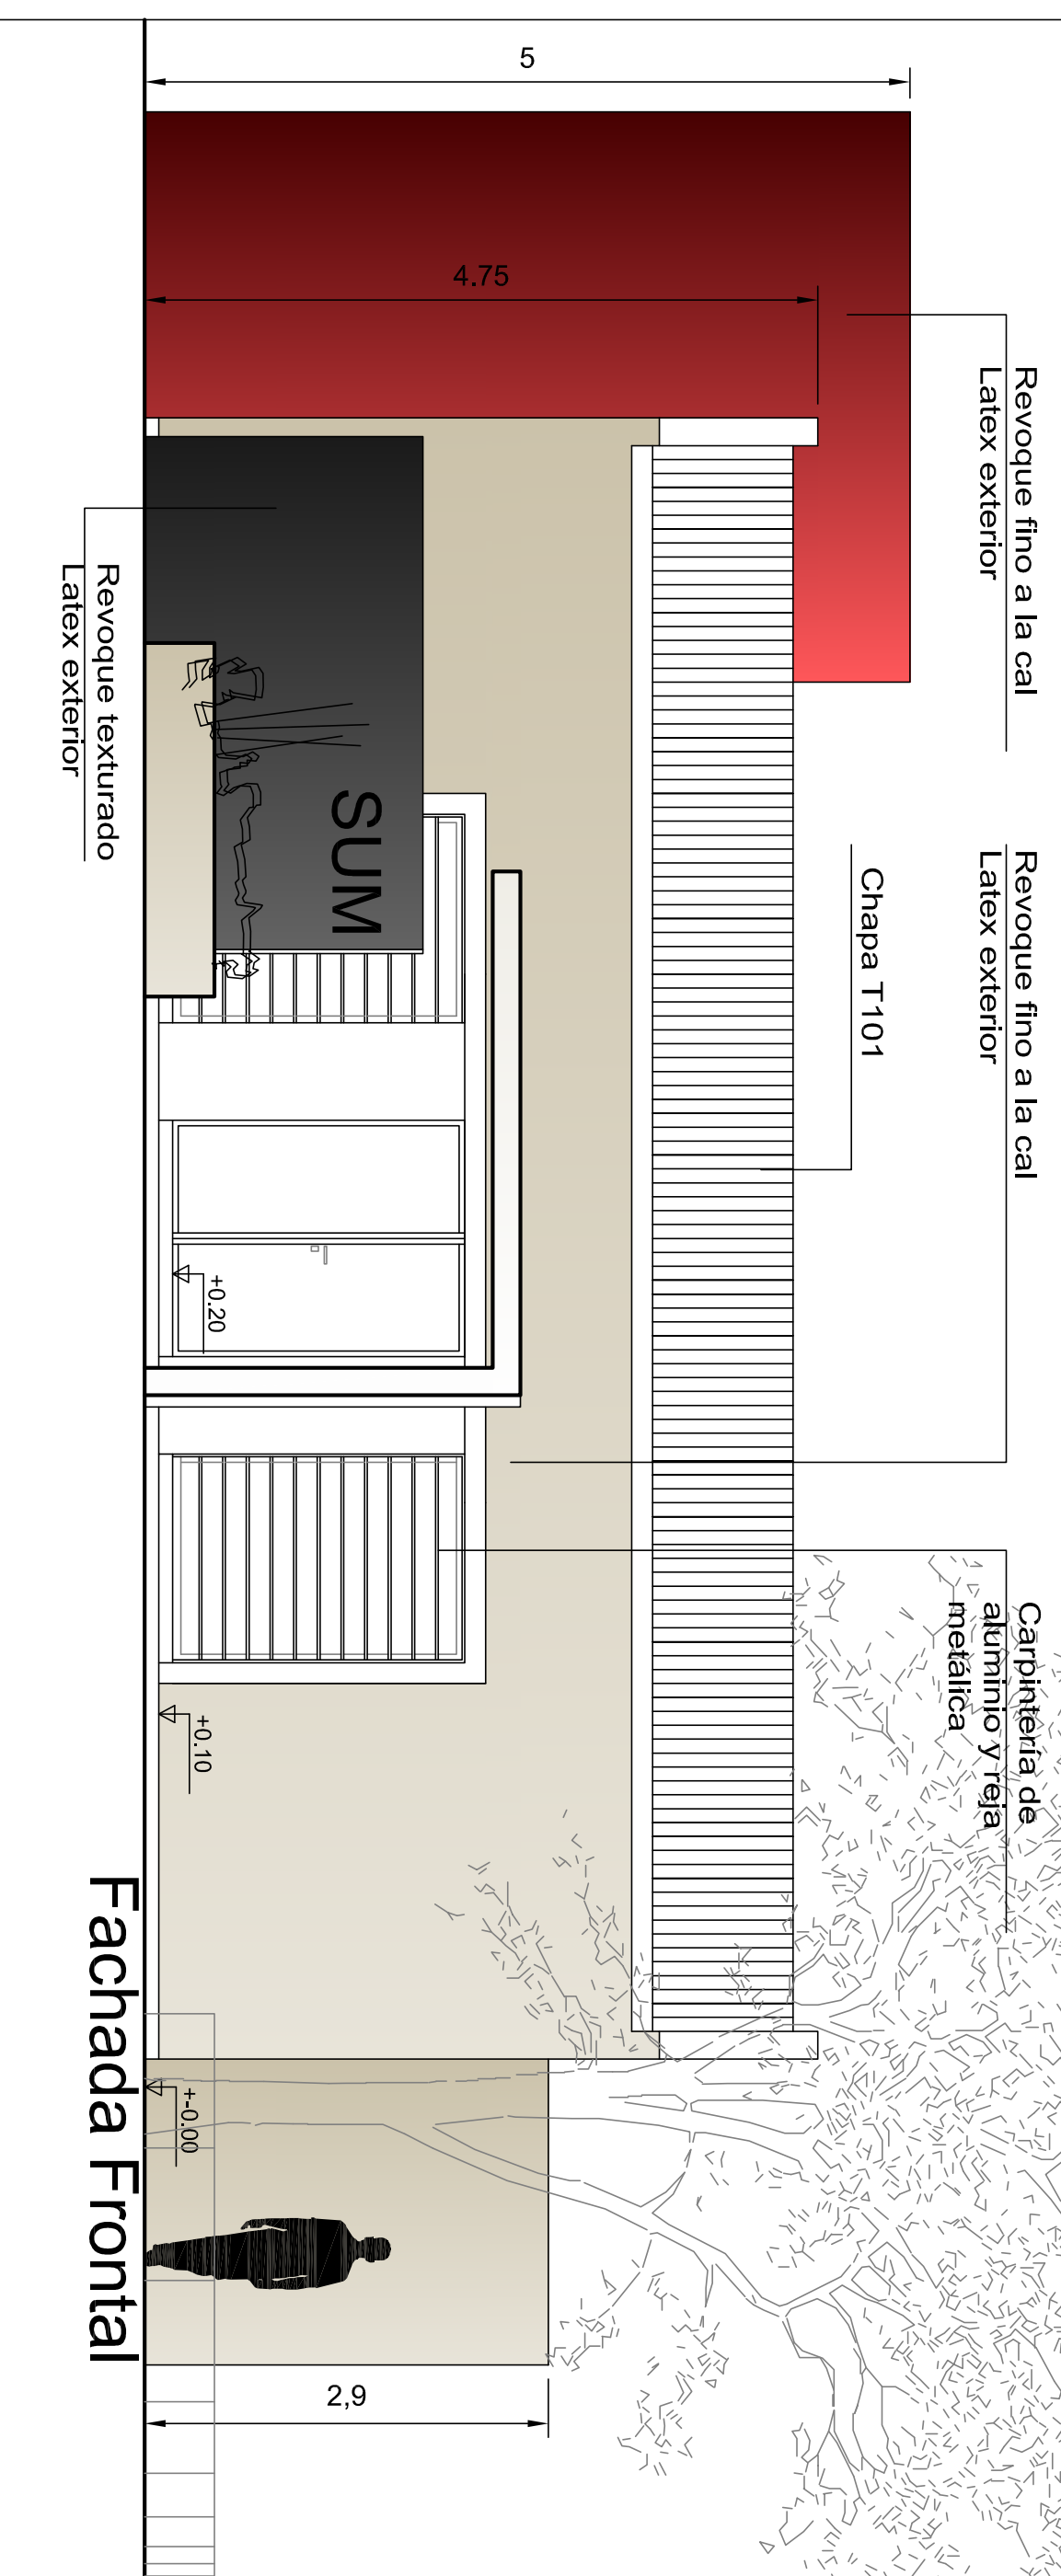 Revoque fino a la cal
Latex exterior
Revoque fino a la cal
Latex exterior
Carpintería de
aluminio y reja
metálica
Chapa T101
5
4.75
SUM
+0.20
+0.10
+-0.00
2,9
Revoque texturado
Latex exterior
Fachada Frontal